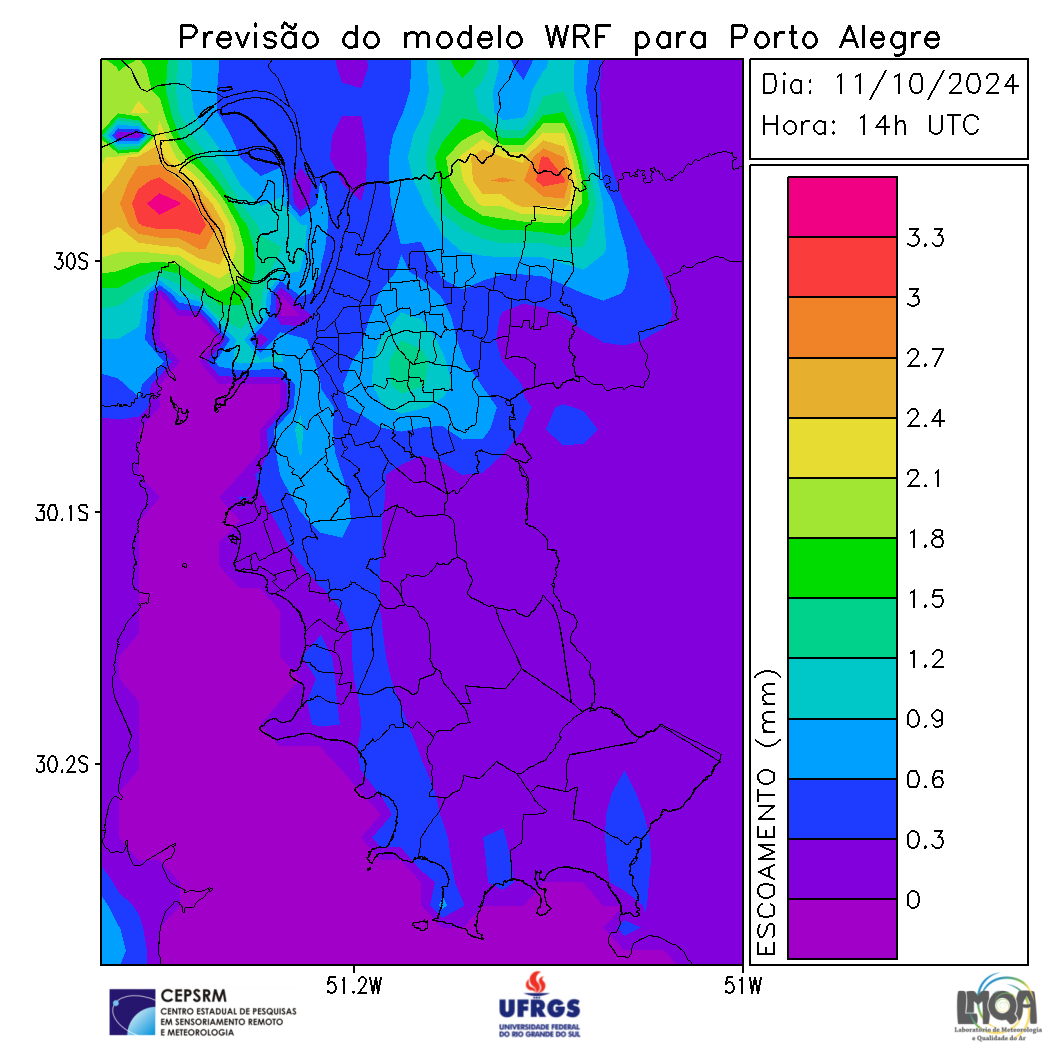 Previsão do modelo WRF para Porto Alegre
Dia: 11/10/2024
Hora: 14h UTC
30S
30.1S
30.2S
51.2W
51W
ESCOAMENTO (mm)
3.3
3
2.7
2.4
2.1
1.8
1.5
1.2
0.9
0.6
0.3
0
CEPSRM
CENTRO ESTADUAL DE PESQUISAS
EM SENSORIAMENTO REMOTO
E METEOROLOGIA
UFRGS
UNIVERSIDADE FEDERAL
DO RIO GRANDE DO SUL
LMQA
Laboratório de Meteorologia
e Qualidade do Ar